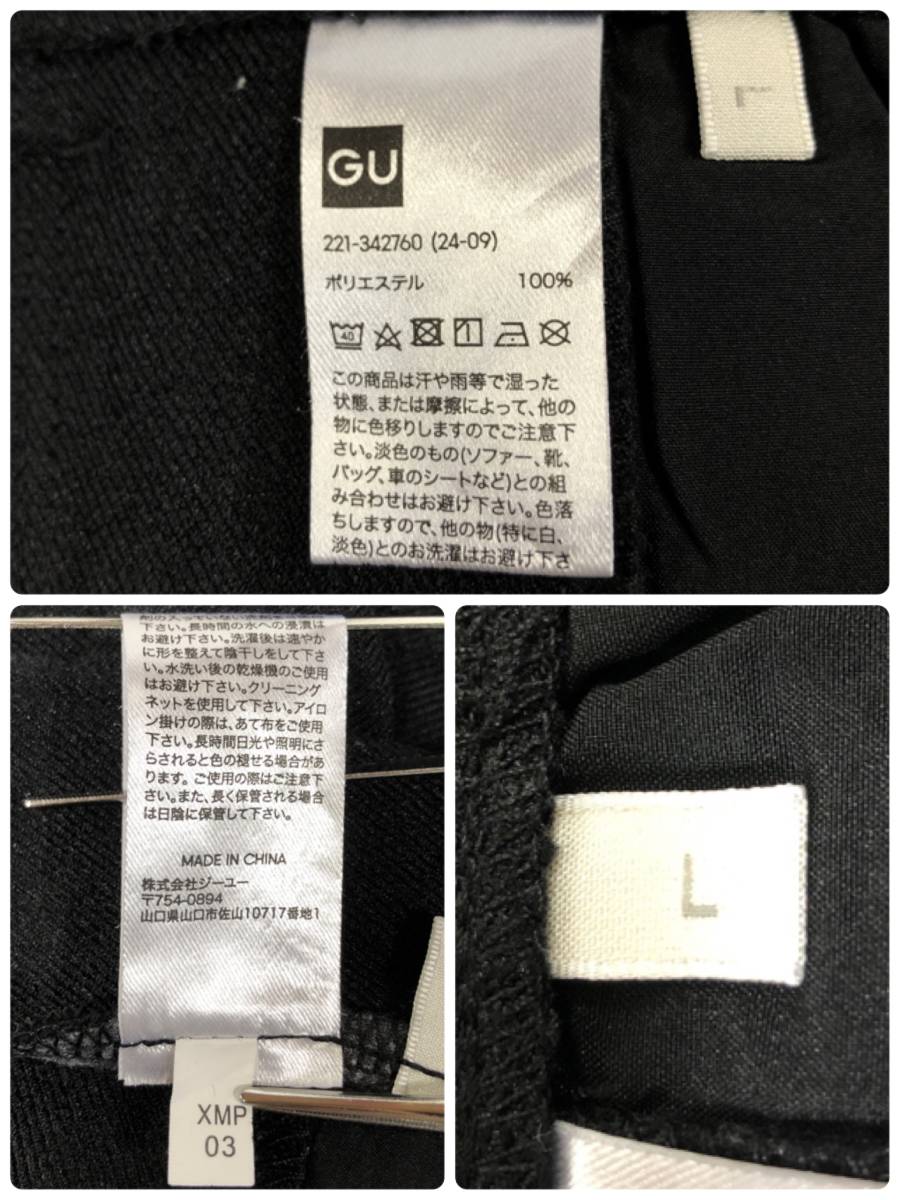 GU
L
221-342760 (24-09)
ポリエステル 100%
40
この商品は汗や雨等で湿った
状態、または摩擦によって、他の
物に色移りしますのでご注意下
さい。淡色のもの(ソファー、靴、
バッグ、車のシートなど)との組
み合わせはお避け下さい。色落
ちしますので、他の物(特に白、
淡色)とのお洗濯はお避け下さ
下さい。長時間の水への浸漬は
お避け下さい。洗濯後は速やか
に形を整えて陰干しをして下さ
い。水洗い後の乾燥機のご使用
はお避け下さい。クリーニング
ネットを使用して下さい。アイロ
ン掛けの際は、あて布をご使用
下さい。長時間日光や照明にさ
らされると色の褪せる場合があ
ります。ご使用の際はご注意下
さい。また、長く保管される場合
は日陰に保管して下さい。
MADE IN CHINA
株式会社ジーユー
〒754-0894
山口県山口市佐山10717番地1
XMP
03
L